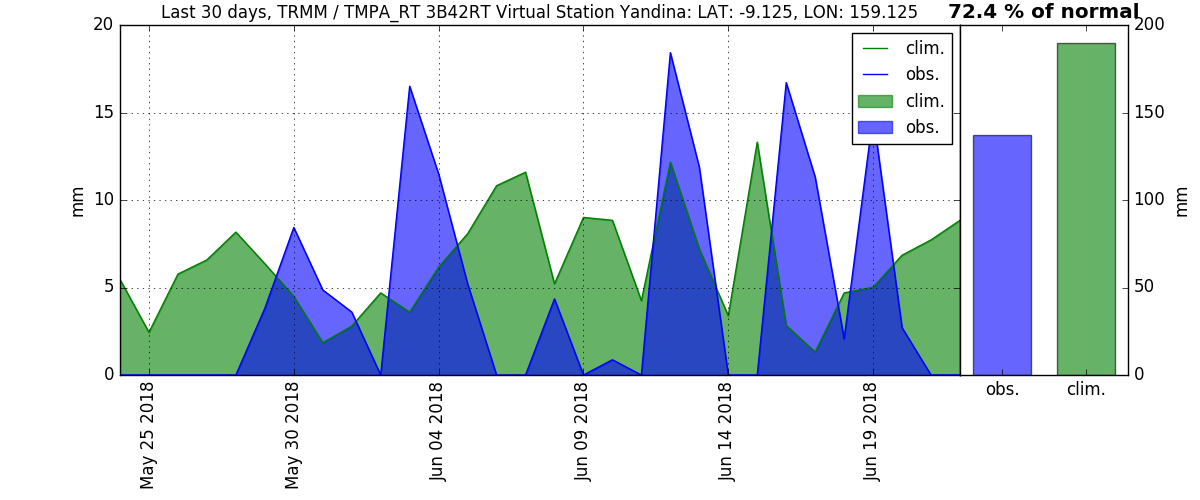 Last 30 days, TRMM / TMPA_RT 3B42RT Virtual Station Yandina: LAT: -9.125, LON: 159.125
72.4 % of normal
20
15
10
5
0
mm
clim.
obs.
clim.
obs.
200
150
100
50
0
mm
May 25 2018
May 30 2018
Jun 04 2018
Jun 09 2018
Jun 14 2018
Jun 19 2018
obs.
clim.